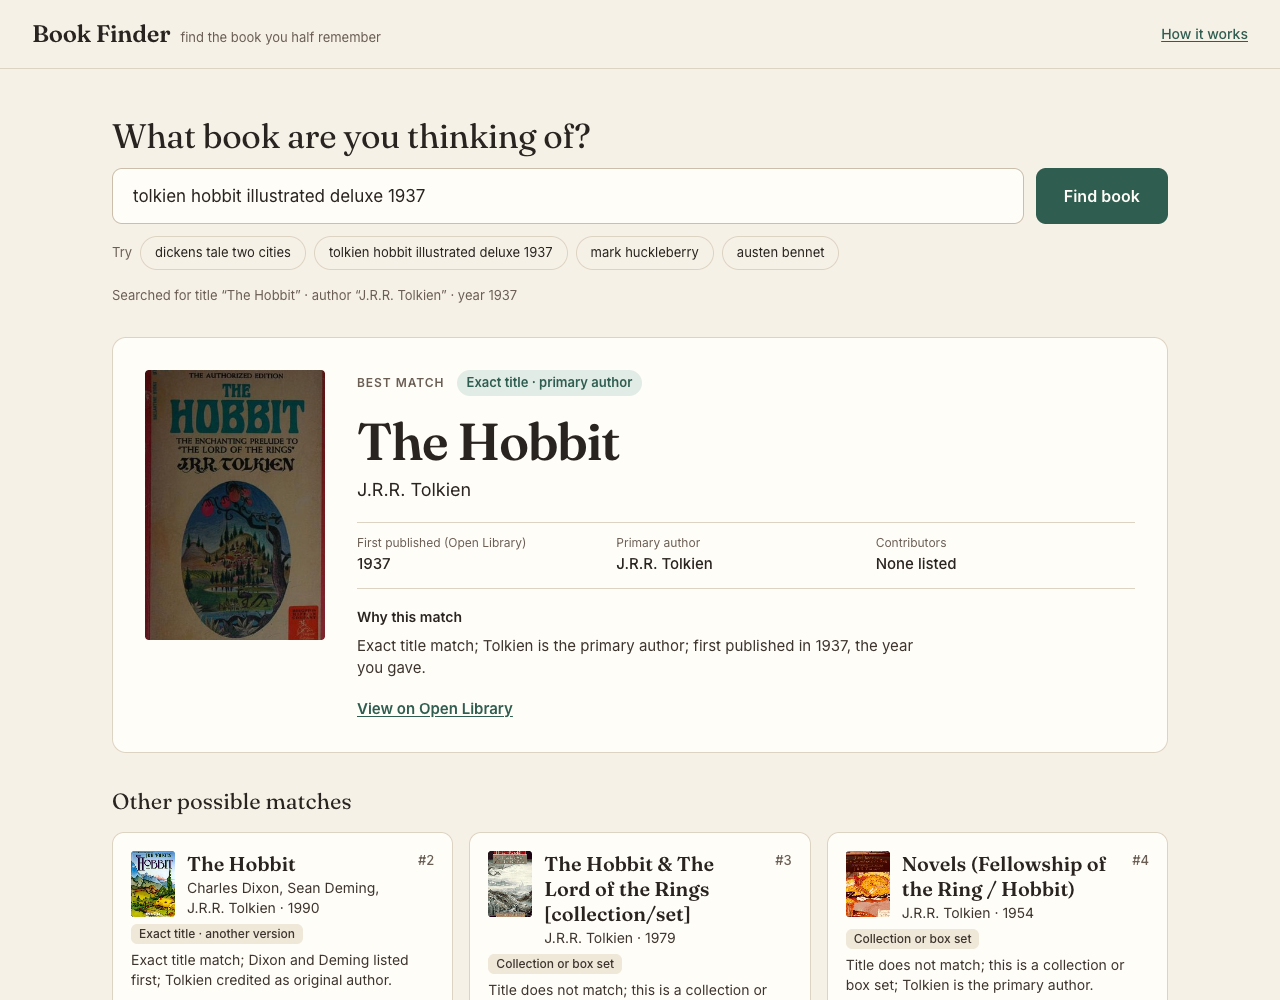 Book Finder find the book you half remember
How it works
What book are you thinking of?
tolkien hobbit illustrated deluxe 1937
Find book
Try
dickens tale two cities
tolkien hobbit illustrated deluxe 1937
mark huckleberry
austen bennet
Searched for title “The Hobbit” · author “J.R.R. Tolkien” · year 1937
THE AUTHORIZED EDITION
THE
HOBBIT
THE ENCHANTING PRELUDE TO
"THE LORD OF THE RINGS"
J.R.R. TOLKIEN
BEST MATCH
Exact title · primary author
The Hobbit
J.R.R. Tolkien
First published (Open Library)
1937
Primary author
J.R.R. Tolkien
Contributors
None listed
Why this match
Exact title match; Tolkien is the primary author; first published in 1937, the year
you gave.
View on Open Library
Other possible matches
HOBBIT
The Hobbit
#2
Charles Dixon, Sean Deming,
J.R.R. Tolkien · 1990
Exact title · another version
Exact title match; Dixon and Deming listed
first; Tolkien credited as original author.
The Hobbit & The
Lord of the Rings
[collection/set]
#3
J.R.R. Tolkien · 1979
Collection or box set
Title does not match; this is a collection or
Novels (Fellowship of
the Ring / Hobbit)
#4
J.R.R. Tolkien · 1954
Collection or box set
Title does not match; this is a collection or
box set; Tolkien is the primary author.